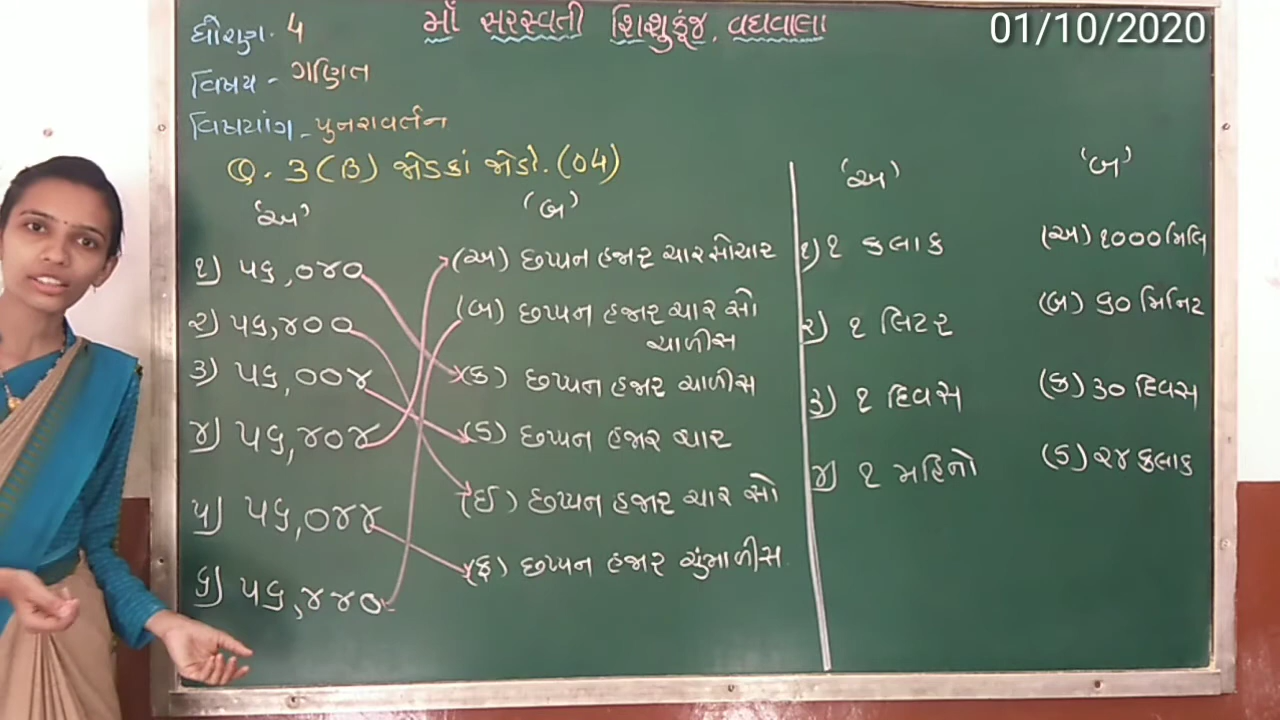 માઁ સરસ્વતી શિશુકુંજ, વધાવાલા
01/10/2020
ધોરણ. 4
વિષય - ગણિત
વિષયાંગ - પુનરાવર્તન
Q. 3 (B) જોડકાં જોડો. (04)
'અ' 'બ'
૧) ૫૬,૦૪૦ (અ) છપ્પન હજાર ચારસોચાર
૨) ૫૬,૪૦૦ (બ) છપ્પન હજાર ચાર સો
ચાળીસ
૩) ૫૬,૦૦૪ (ક) છપ્પન હજાર ચાળીસ
૪) ૫૬,૪૦૪ (ડ) છપ્પન હજાર ચાર
૫) ૫૬,૦૪૪ (ઈ) છપ્પન હજાર ચાર સો
૬) ૫૬,૪૪૦ (ફ) છપ્પન હજાર ચુંમાળીસ.
'અ' 'બ'
૧) ૧ કલાક (અ) ૧૦૦૦ મિલિ
૨) ૧ લિટર (બ) ૬૦ મિનિટ
૩) ૧ દિવસ (ક) ૩૦ દિવસ
૪) ૧ મહિનો (ડ) ૨૪ કલાક